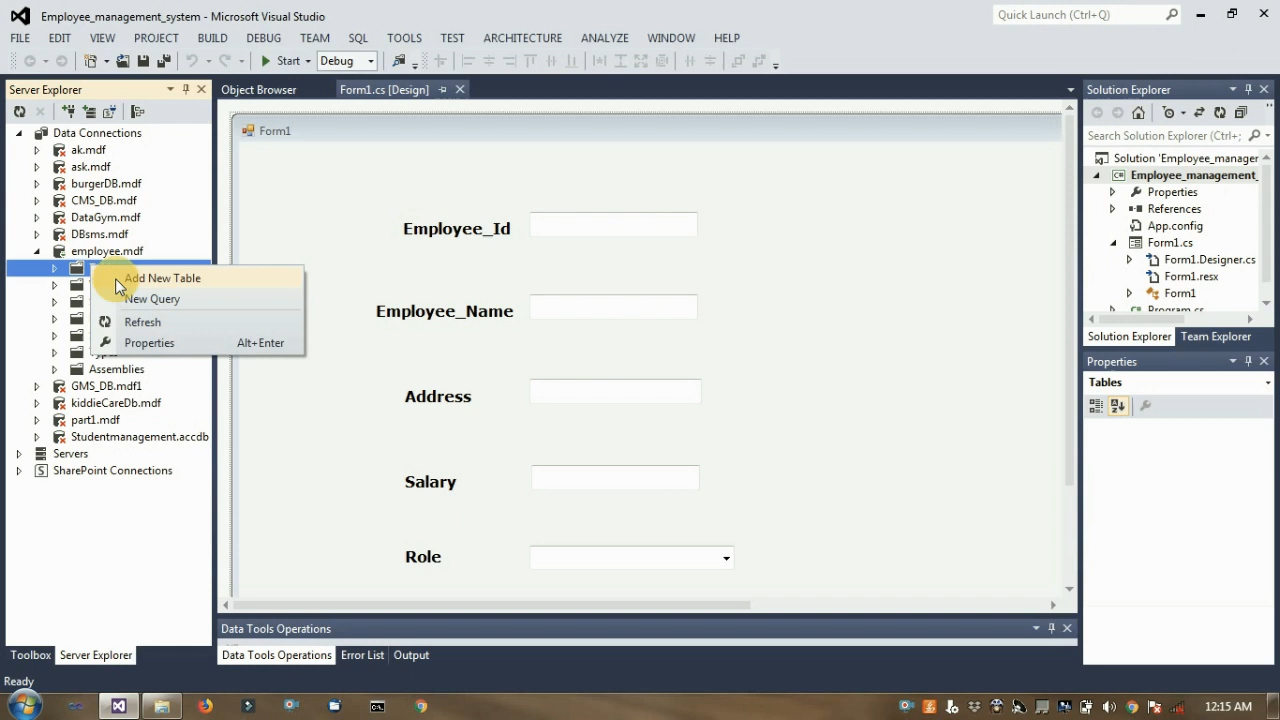 Employee_management_system - Microsoft Visual Studio
Quick Launch (Ctrl+Q)
FILE EDIT VIEW PROJECT BUILD DEBUG TEAM SQL TOOLS TEST ARCHITECTURE ANALYZE WINDOW HELP
Start Debug
Server Explorer
Data Connections
ak.mdf
ask.mdf
burgerDB.mdf
CMS_DB.mdf
DataGym.mdf
DBsms.mdf
employee.mdf
Add New Table
New Query
Refresh
Properties Alt+Enter
Assemblies
GMS_DB.mdf1
kiddieCareDb.mdf
part1.mdf
Studentmanagement.accdb
Servers
SharePoint Connections
Toolbox Server Explorer
Object Browser Form1.cs [Design]
Form1
Employee_Id
Employee_Name
Address
Salary
Role
Data Tools Operations
Data Tools Operations Error List Output
Solution Explorer
Search Solution Explorer (Ctrl+;
Solution 'Employee_manager
Employee_management_
Properties
References
App.config
Form1.cs
Form1.Designer.cs
Form1.resx
Form1
Program.cs
Solution Explorer Team Explorer
Properties
Tables
Ready
12:15 AM